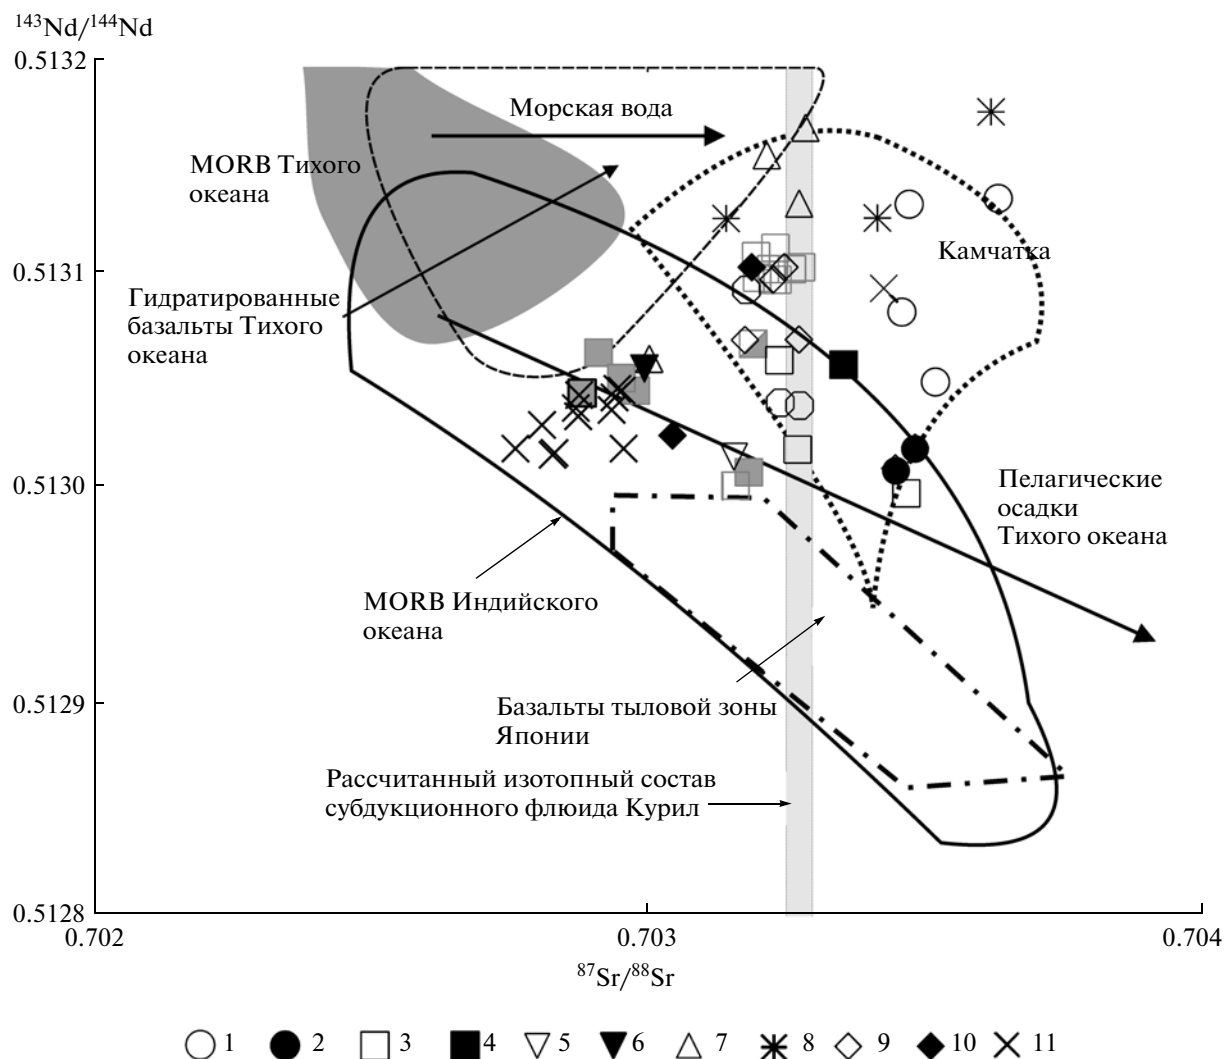 ¹⁴³Nd/¹⁴⁴Nd
0.5132
Морская вода
MORB Тихого
океана
Камчатка
0.5131
Гидратированные
базальты Тихого
океана
Пелагические
осадки
Тихого океана
0.5130
MORB Индийского
океана
0.5129
Базальты тыловой зоны
Японии
Рассчитанный изотопный состав
субдукционного флюида Курил
0.5128
0.702 0.703 0.704
⁸⁷Sr/⁸⁸Sr
1 2 3 4 5 6 7 8 9 10 11